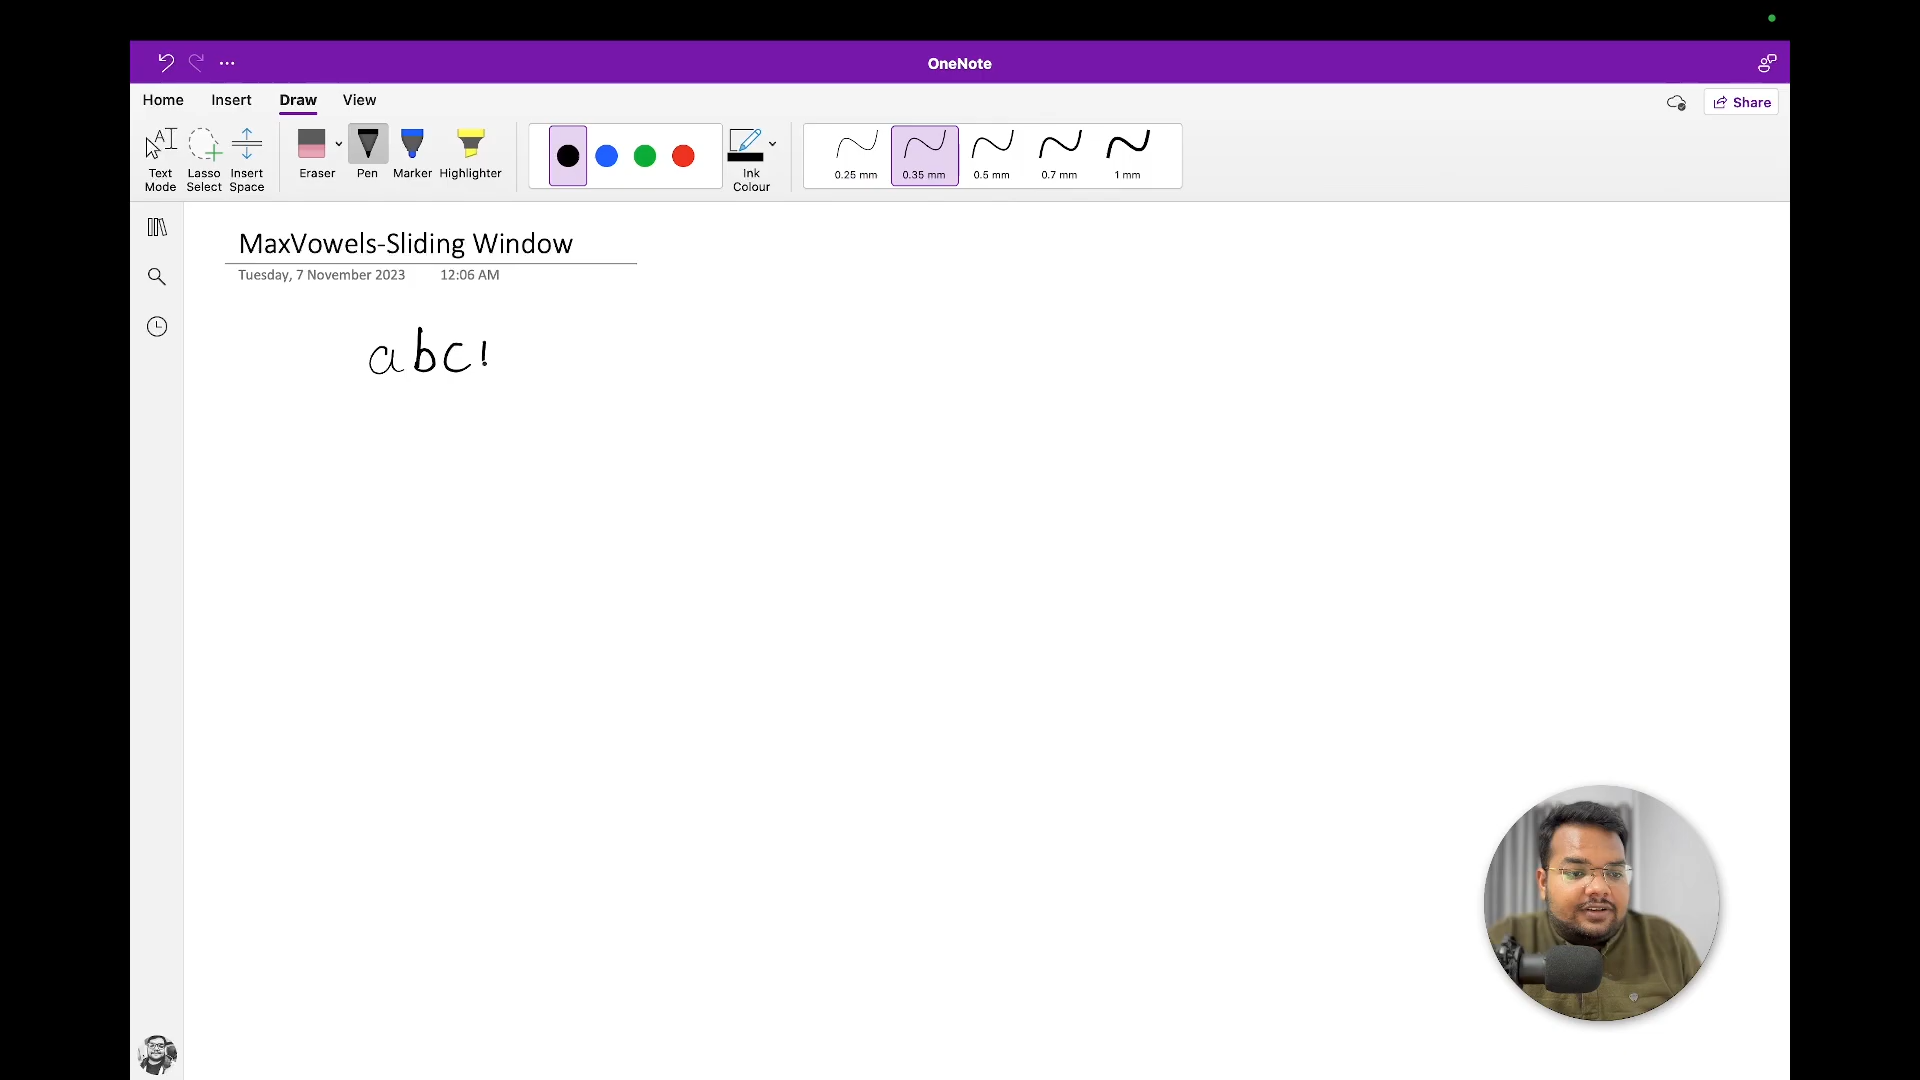 OneNote
Home Insert Draw View
Share
Text Mode
Lasso Select
Insert Space
Eraser
Pen
Marker
Highlighter
Ink Colour
0.25 mm
0.35 mm
0.5 mm
0.7 mm
1 mm
MaxVowels-Sliding Window
Tuesday, 7 November 2023 12:06 AM
abci